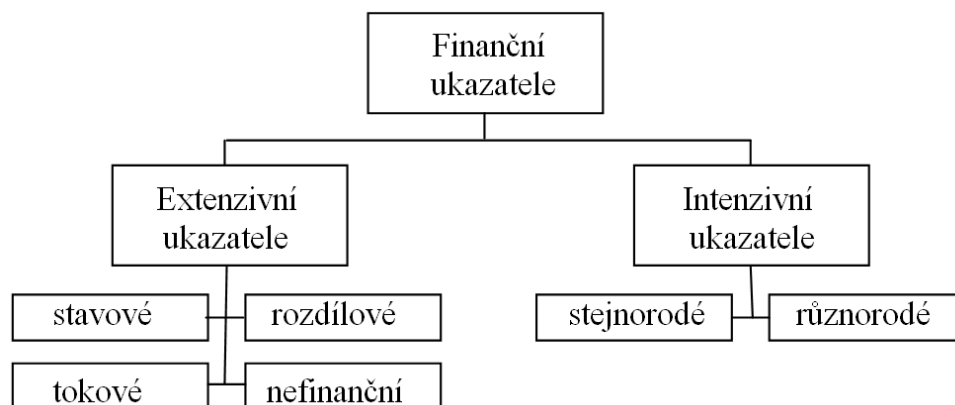 Finanční
ukazatele
Extenzivní
ukazatele
Intenzivní
ukazatele
stavové
rozdílové
stejnorodé
různorodé
tokové
nefinanční